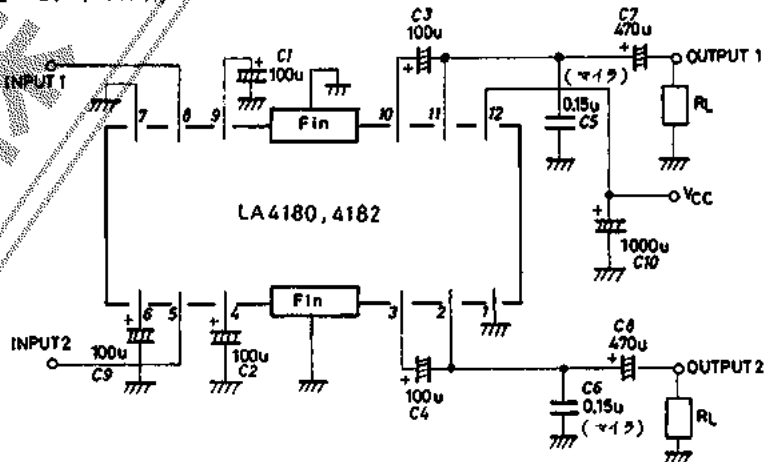 C3
100u
C7
470u
OUTPUT 1
INPUT 1
C1
100u
(マイラ)
RL
7
8
9
Fin
10
11
12
0.15u
C5
LA4180, 4182
VCC
1000u
C10
6
5
4
Fin
3
2
1
INPUT2
100u
C9
100u
C2
100u
C4
C8
470u
OUTPUT 2
C6
0.15u
(マイラ)
RL